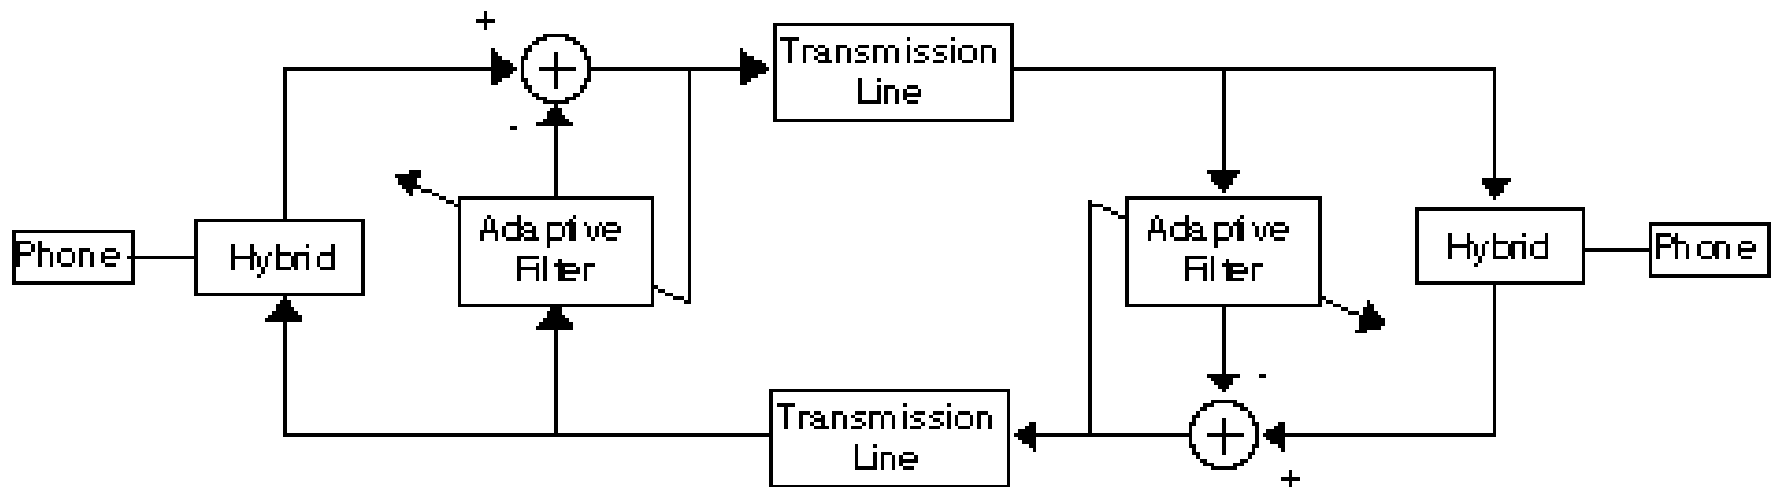 +
+
Transmission
Line
-
Adaptive
Filter
Adaptive
Filter
Phone
Hybrid
Hybrid
Phone
-
Transmission
Line
+
+